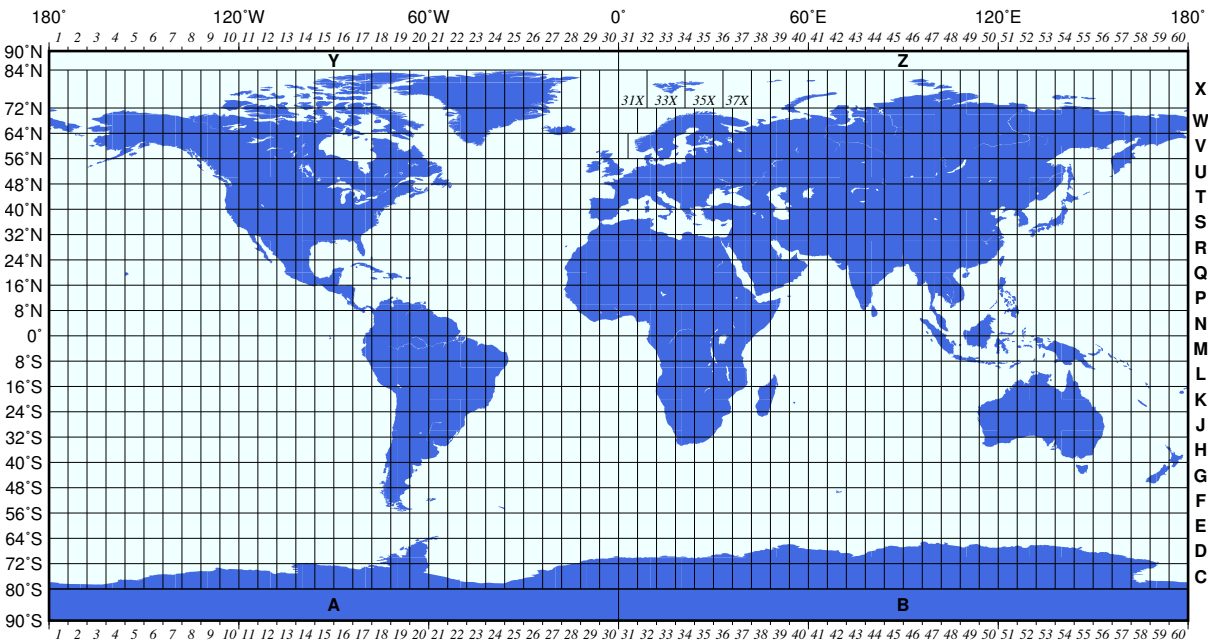 180° 120°W 60°W 0° 60°E 120°E 180°
1 2 3 4 5 6 7 8 9 10 11 12 13 14 15 16 17 18 19 20 21 22 23 24 25 26 27 28 29 30 31 32 33 34 35 36 37 38 39 40 41 42 43 44 45 46 47 48 49 50 51 52 53 54 55 56 57 58 59 60
90°N
Y Z
84°N
X
31X 33X 35X 37X
72°N
W
64°N
V
56°N
U
48°N
T
40°N
S
32°N
R
24°N
Q
16°N
P
8°N
N
0°
M
8°S
L
16°S
K
24°S
J
32°S
H
40°S
G
48°S
F
56°S
E
64°S
D
72°S
C
80°S
A B
90°S
1 2 3 4 5 6 7 8 9 10 11 12 13 14 15 16 17 18 19 20 21 22 23 24 25 26 27 28 29 30 31 32 33 34 35 36 37 38 39 40 41 42 43 44 45 46 47 48 49 50 51 52 53 54 55 56 57 58 59 60